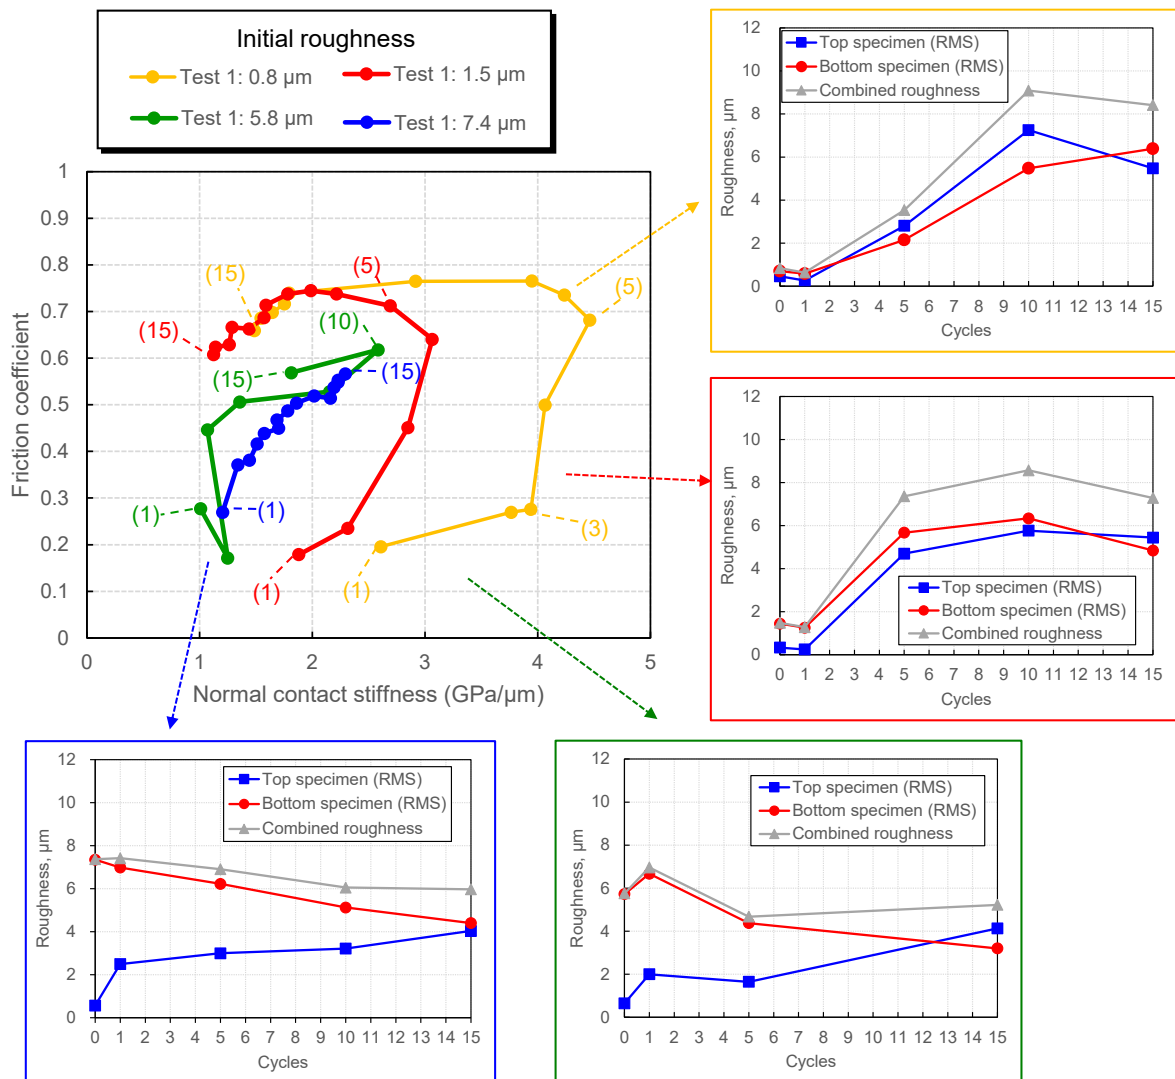 Initial roughness
Test 1: 0.8 µm
Test 1: 1.5 µm
Test 1: 5.8 µm
Test 1: 7.4 µm
Friction coefficient
1
0.9
0.8
0.7
0.6
0.5
0.4
0.3
0.2
0.1
0
(15)
(5)
(5)
(10)
(15)
(15)
(15)
(1)
(1)
(3)
(1)
(1)
0 1 2 3 4 5
Normal contact stiffness (GPa/µm)
Roughness, µm
12
10
8
6
4
2
0
Top specimen (RMS)
Bottom specimen (RMS)
Combined roughness
0 1 2 3 4 5 6 7 8 9 10 11 12 13 14 15
Cycles
Roughness, µm
12
10
8
6
4
2
0
Top specimen (RMS)
Bottom specimen (RMS)
Combined roughness
0 1 2 3 4 5 6 7 8 9 10 11 12 13 14 15
Cycles
Roughness, µm
12
10
8
6
4
2
0
Top specimen (RMS)
Bottom specimen (RMS)
Combined roughness
0 1 2 3 4 5 6 7 8 9 10 11 12 13 14 15
Cycles
Roughness, µm
12
10
8
6
4
2
0
Top specimen (RMS)
Bottom specimen (RMS)
Combined roughness
0 1 2 3 4 5 6 7 8 9 10 11 12 13 14 15
Cycles